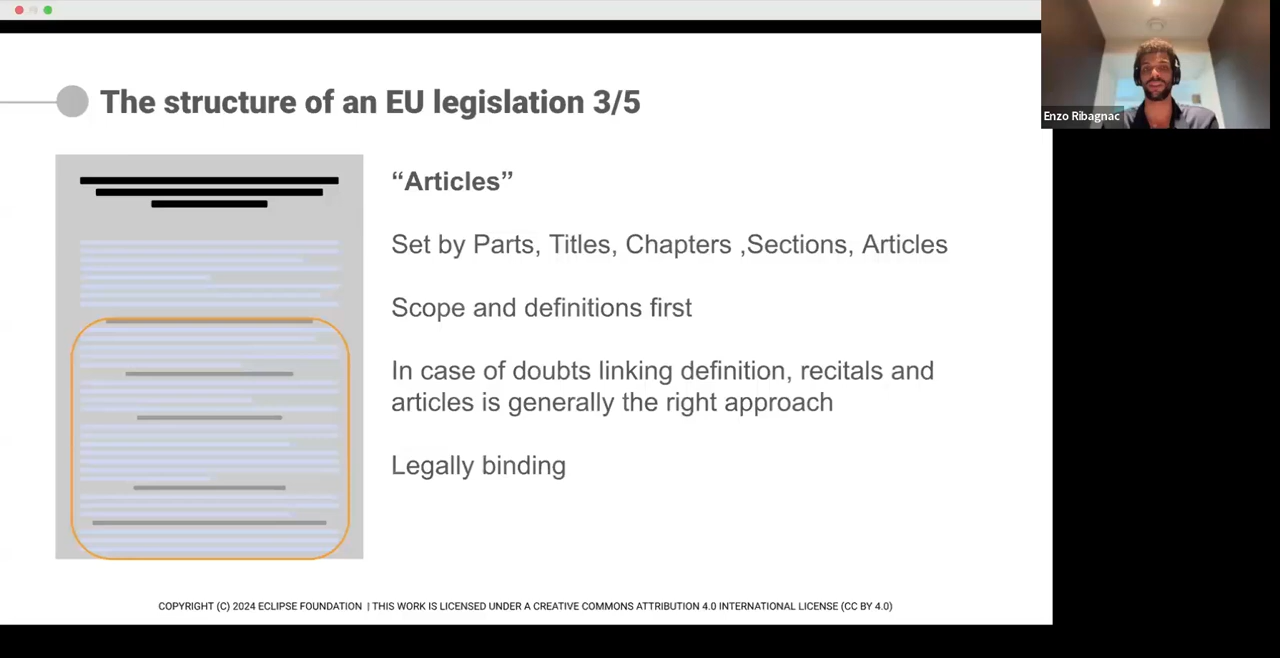 The structure of an EU legislation 3/5
Enzo Ribagnac
“Articles”
Set by Parts, Titles, Chapters ,Sections, Articles
Scope and definitions first
In case of doubts linking definition, recitals and
articles is generally the right approach
Legally binding
COPYRIGHT (C) 2024 ECLIPSE FOUNDATION | THIS WORK IS LICENSED UNDER A CREATIVE COMMONS ATTRIBUTION 4.0 INTERNATIONAL LICENSE (CC BY 4.0)